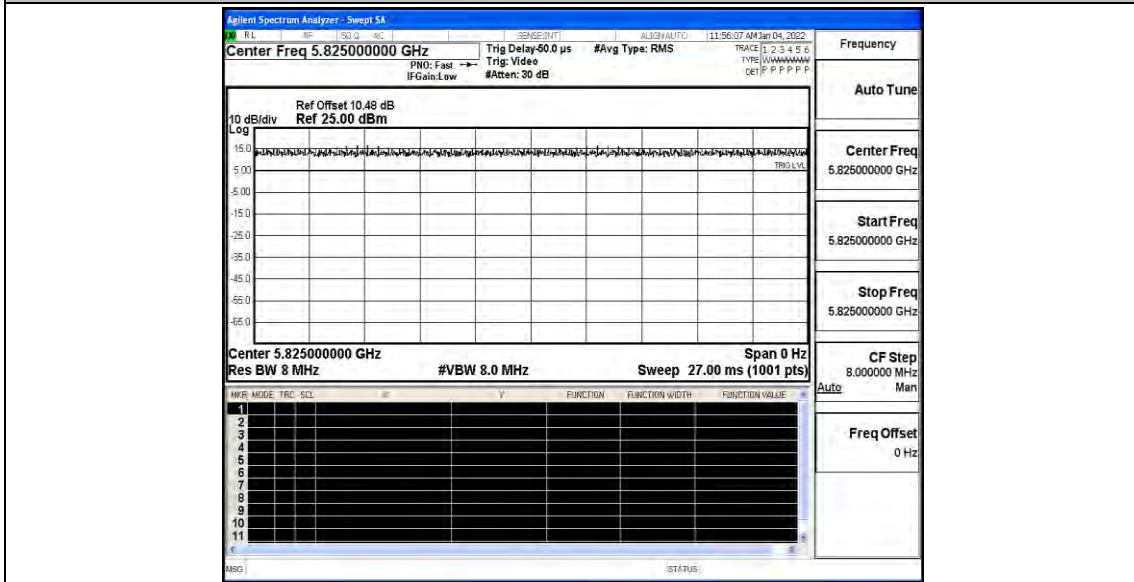 Agilent Spectrum Analyzer - Swept SA
RL RF 50 Ω AC SENSE:INT ALIGNAUTO 11:56:07 AM Jan 04, 2022
Center Freq 5.825000000 GHz
Trig Delay-50.0 µs #Avg Type: RMS TRACE 1 2 3 4 5 6
PNO: Fast Trig: Video TYPE WWWWWW
IFGain:Low #Atten: 30 dB DET P P P P P P
Ref Offset 10.48 dB
10 dB/div Ref 25.00 dBm
Log
15.0
TRIG LVL
5.00
-5.00
-15.0
-25.0
-35.0
-45.0
-55.0
-65.0
Center 5.825000000 GHz Span 0 Hz
Res BW 8 MHz #VBW 8.0 MHz Sweep 27.00 ms (1001 pts)
MKR MODE TRC SCL X Y FUNCTION FUNCTION WIDTH FUNCTION VALUE
1
2
3
4
5
6
7
8
9
10
11
MSG STATUS
Frequency
Auto Tune
Center Freq
5.825000000 GHz
Start Freq
5.825000000 GHz
Stop Freq
5.825000000 GHz
CF Step
8.000000 MHz
Auto Man
Freq Offset
0 Hz